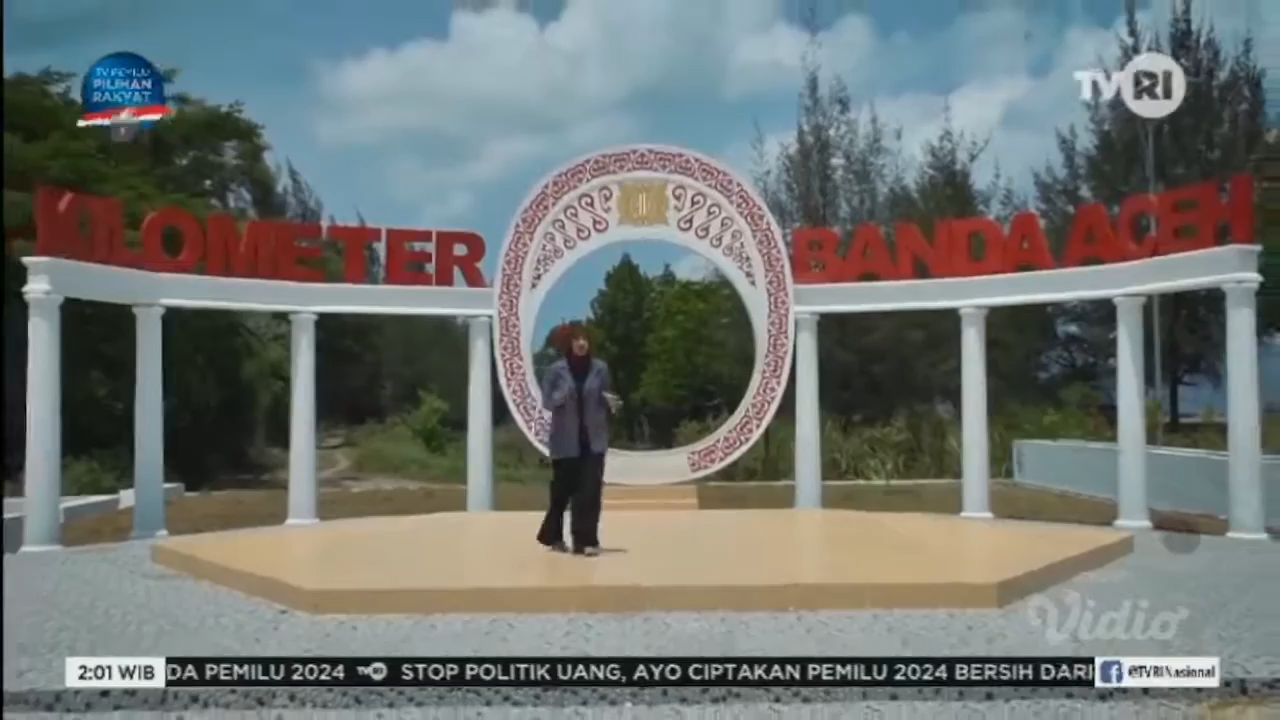 TV PEMILU
PILIHAN
RAKYAT
TVRI
KILOMETER BANDA ACEH
Vidio
2:01 WIB DA PEMILU 2024 TVRI STOP POLITIK UANG, AYO CIPTAKAN PEMILU 2024 BERSIH DARI @TVRINasional